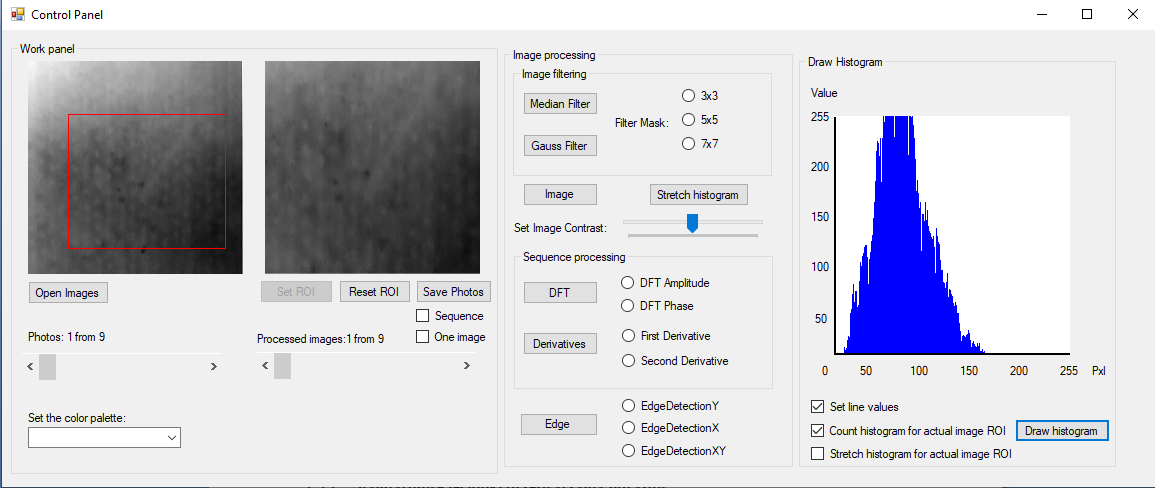 Control Panel
Work panel
Open Images
Set ROI
Reset ROI
Save Photos
Sequence
One image
Photos: 1 from 9
Processed images:1 from 9
Set the color palette:
Image processing
Image filtering
Median Filter
Gauss Filter
Filter Mask:
3x3
5x5
7x7
Image
Stretch histogram
Set Image Contrast:
Sequence processing
DFT
DFT Amplitude
DFT Phase
Derivatives
First Derivative
Second Derivative
Edge
EdgeDetectionY
EdgeDetectionX
EdgeDetectionXY
Draw Histogram
Value
255
200
150
100
50
0 50 100 150 200 255 Pxl
Set line values
Count histogram for actual image ROI
Draw histogram
Stretch histogram for actual image ROI